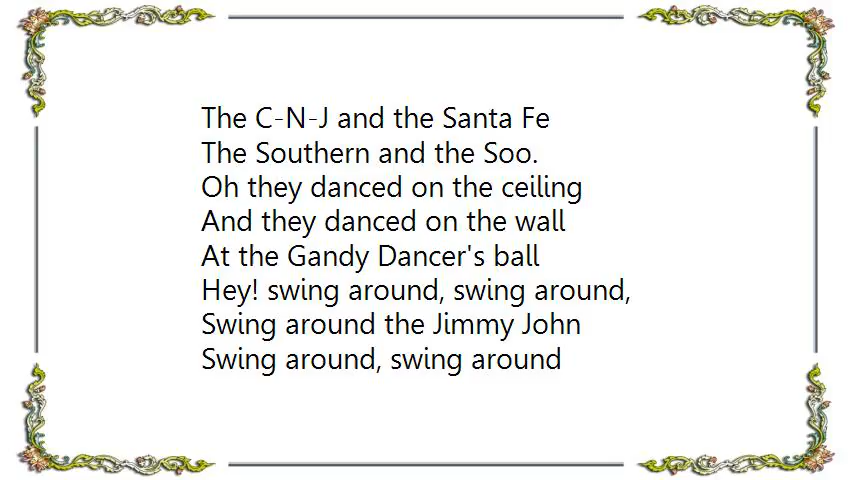 The C-N-J and the Santa Fe
The Southern and the Soo.
Oh they danced on the ceiling
And they danced on the wall
At the Gandy Dancer's ball
Hey! swing around, swing around,
Swing around the Jimmy John
Swing around, swing around